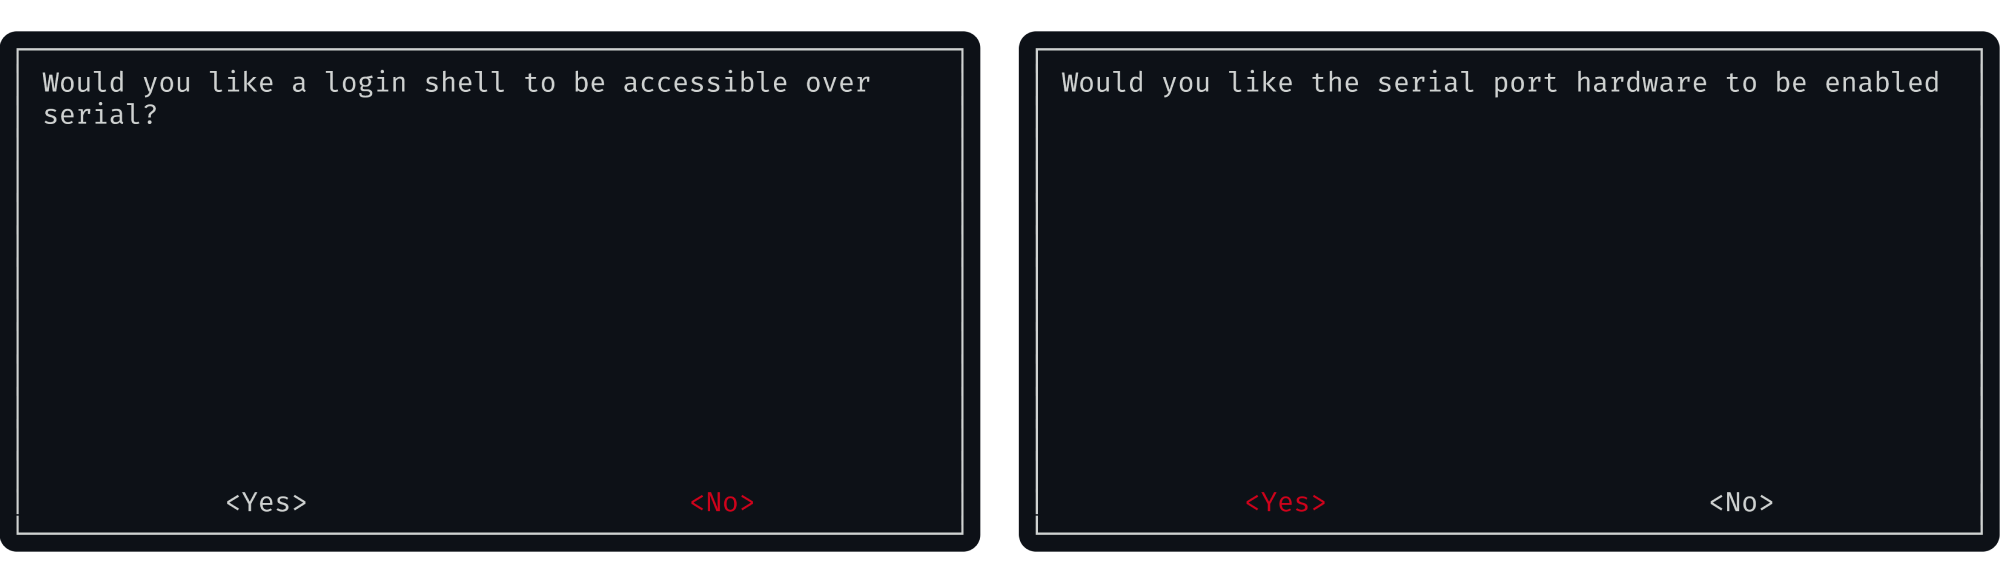 Would you like a login shell to be accessible over
serial?
<Yes> <No>
Would you like the serial port hardware to be enabled
<Yes> <No>